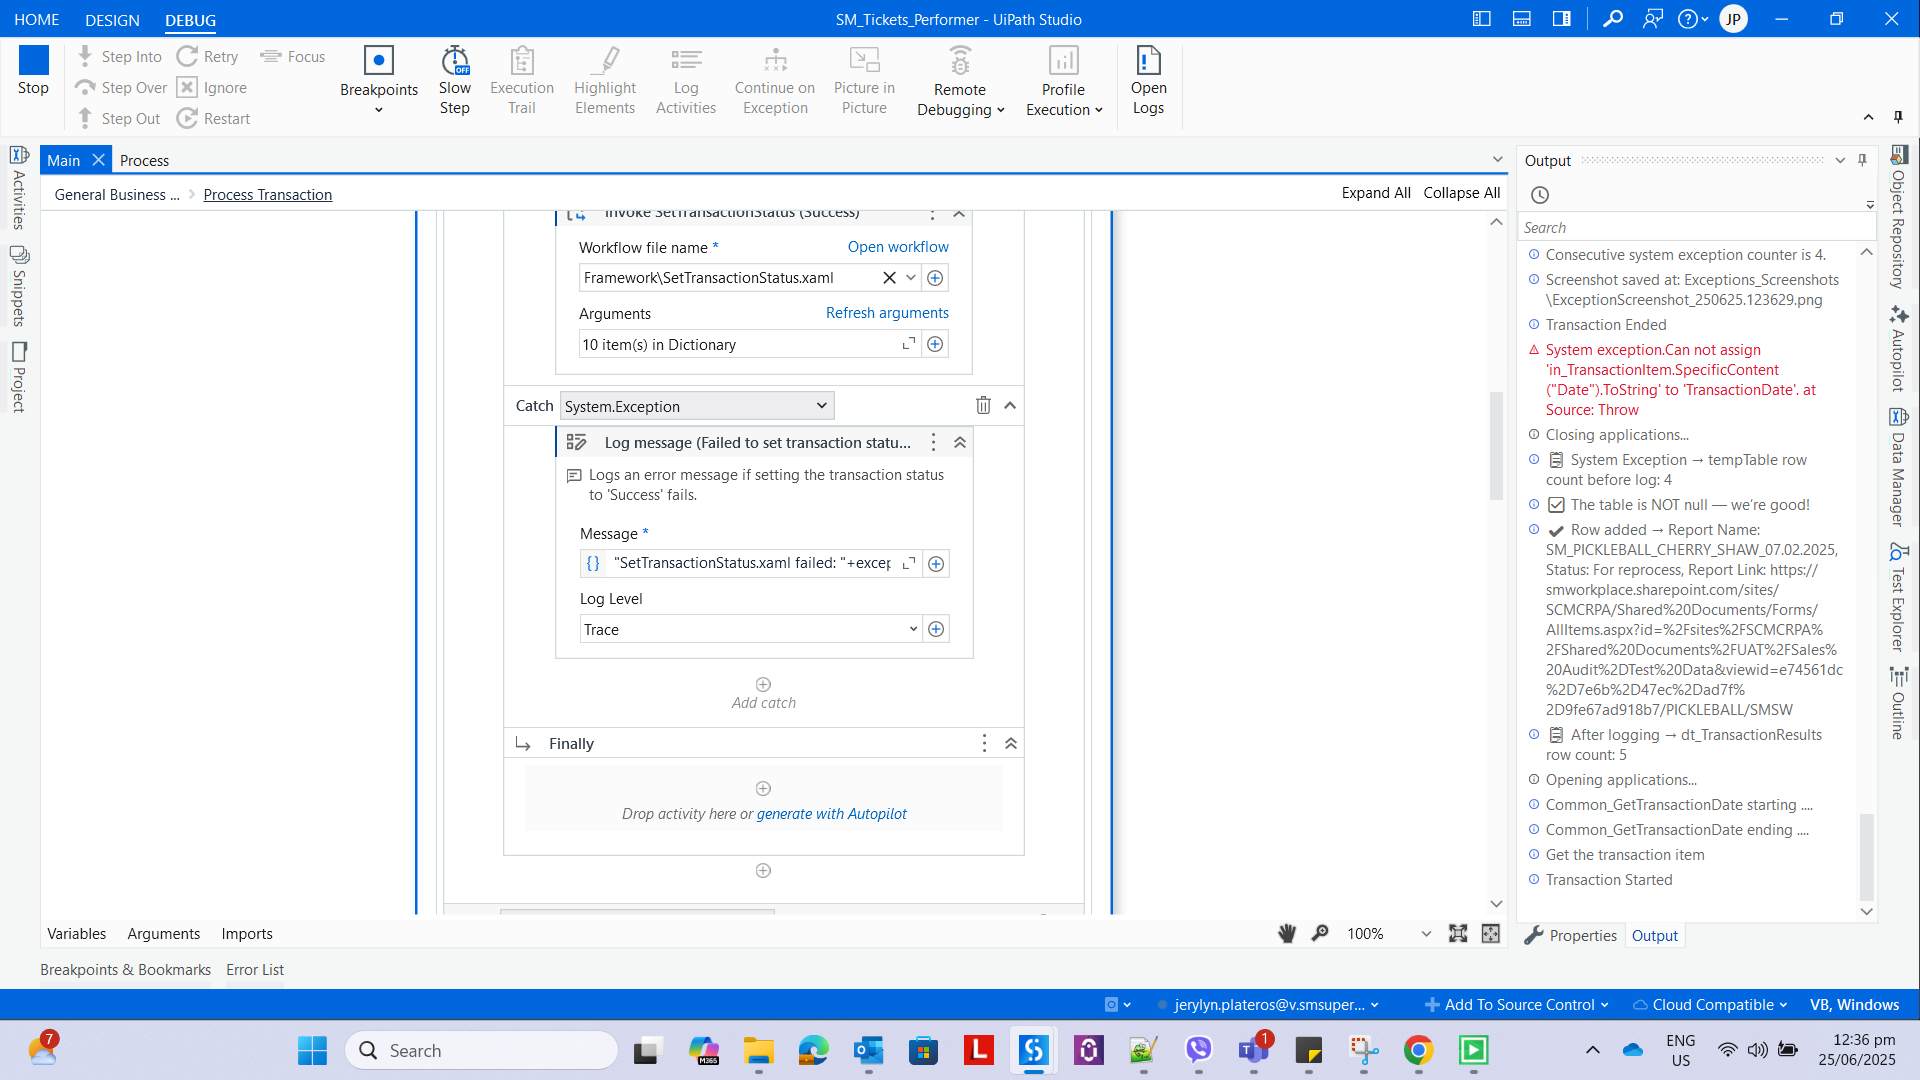 HOME
DESIGN
DEBUG
SM_Tickets_Performer - UiPath Studio
JP
Stop
Step Into
Step Over
Step Out
Retry
Ignore
Restart
Focus
Breakpoints
OFF
Slow
Step
Execution
Trail
Highlight
Elements
Log
Activities
Continue on
Exception
Picture in
Picture
Remote
Debugging
Profile
Execution
Open
Logs
Main
Process
General Business ...
Process Transaction
Expand All
Collapse All
Activities
Snippets
Project
Invoke SetTransactionStatus (Success)
Workflow file name *
Open workflow
Framework\SetTransactionStatus.xaml
Arguments
Refresh arguments
10 item(s) in Dictionary
Catch
System.Exception
Log message (Failed to set transaction statu...
Logs an error message if setting the transaction status
to 'Success' fails.
Message *
{} "SetTransactionStatus.xaml failed: "+excep
Log Level
Trace
Add catch
Finally
Drop activity here or generate with Autopilot
Variables
Arguments
Imports
100%
Breakpoints & Bookmarks
Error List
Output
Search
Consecutive system exception counter is 4.
Screenshot saved at: Exceptions_Screenshots
\ExceptionScreenshot_250625.123629.png
Transaction Ended
System exception.Can not assign
'in_TransactionItem.SpecificContent
("Date").ToString' to 'TransactionDate'. at
Source: Throw
Closing applications...
System Exception → tempTable row
count before log: 4
The table is NOT null — we're good!
Row added → Report Name:
SM_PICKLEBALL_CHERRY_SHAW_07.02.2025,
Status: For reprocess, Report Link: https://
smworkplace.sharepoint.com/sites/
SCMCRPA/Shared%20Documents/Forms/
AllItems.aspx?id=%2Fsites%2FSCMCRPA%
2FShared%20Documents%2FUAT%2FSales%
20Audit%2DTest%20Data&viewid=e74561dc
%2D7e6b%2D47ec%2Dad7f%
2D9fe67ad918b7/PICKLEBALL/SMSW
After logging → dt_TransactionResults
row count: 5
Opening applications...
Common_GetTransactionDate starting ....
Common_GetTransactionDate ending ....
Get the transaction item
Transaction Started
Properties
Output
Object Repository
Autopilot
Data Manager
Test Explorer
Outline
jerylyn.plateros@v.smsuper...
Add To Source Control
Cloud Compatible
VB, Windows
7
Search
M365
L
1
ENG
US
12:36 pm
25/06/2025